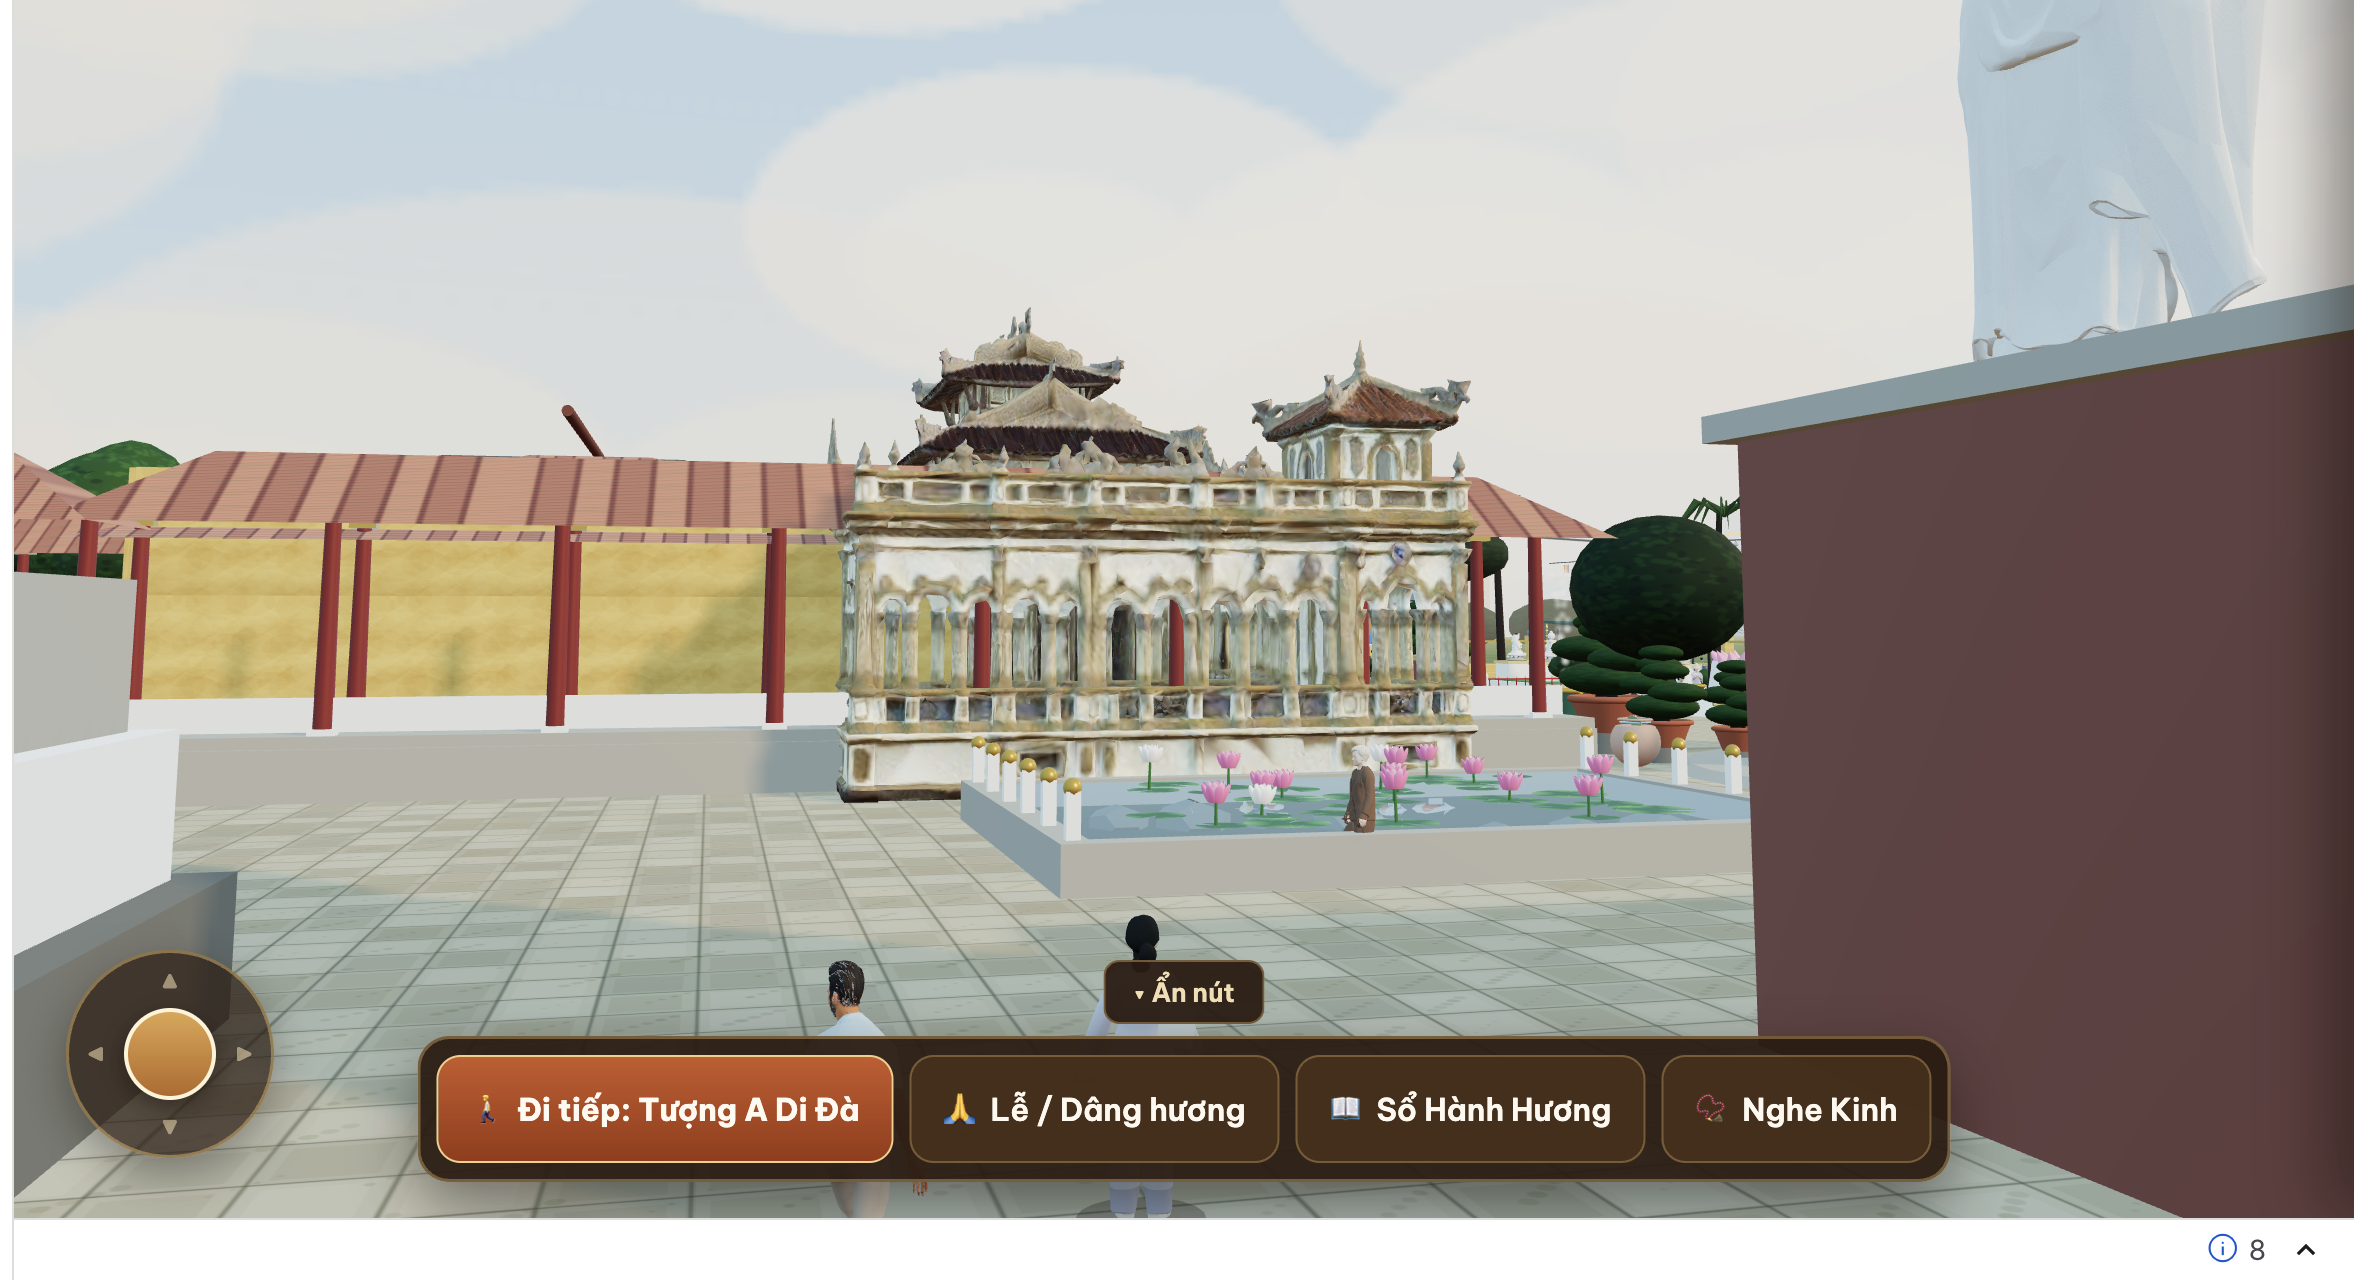 ▾ Ẩn nút
Đi tiếp: Tượng A Di Đà
Lễ / Dâng hương
Sổ Hành Hương
Nghe Kinh
8